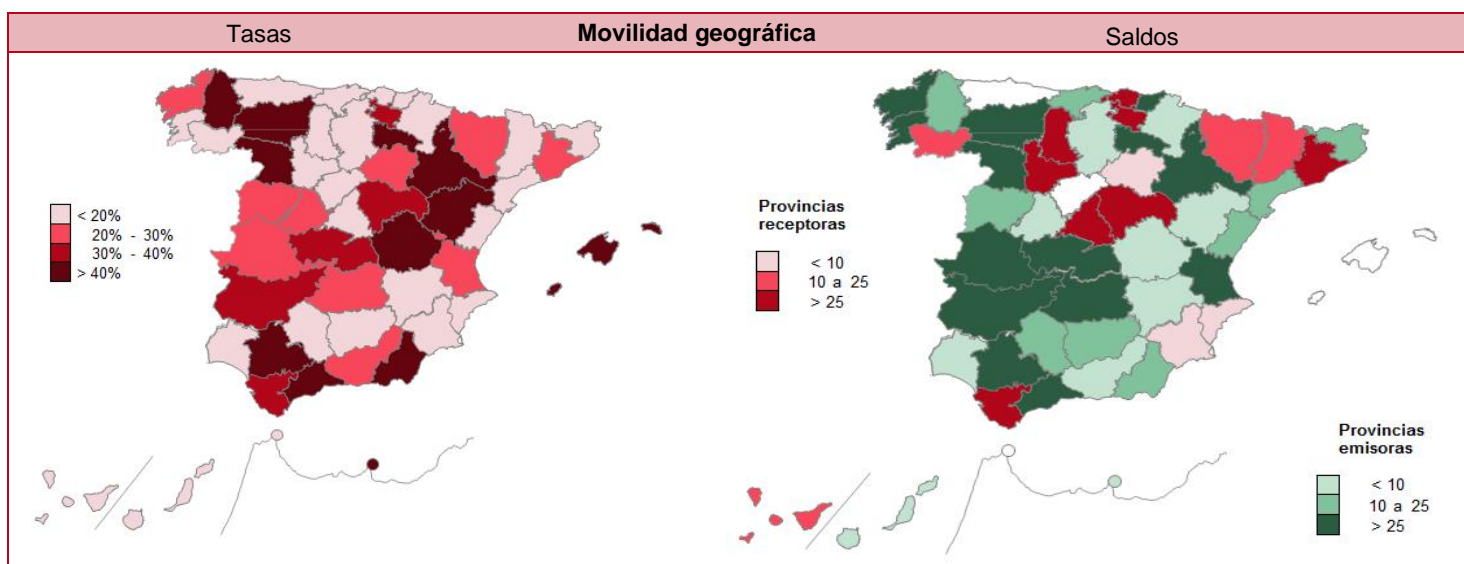 Tasas Movilidad geográfica Saldos
< 20%
20% - 30%
30% - 40%
> 40%
Provincias
receptoras
< 10
10 a 25
> 25
Provincias
emisoras
< 10
10 a 25
> 25